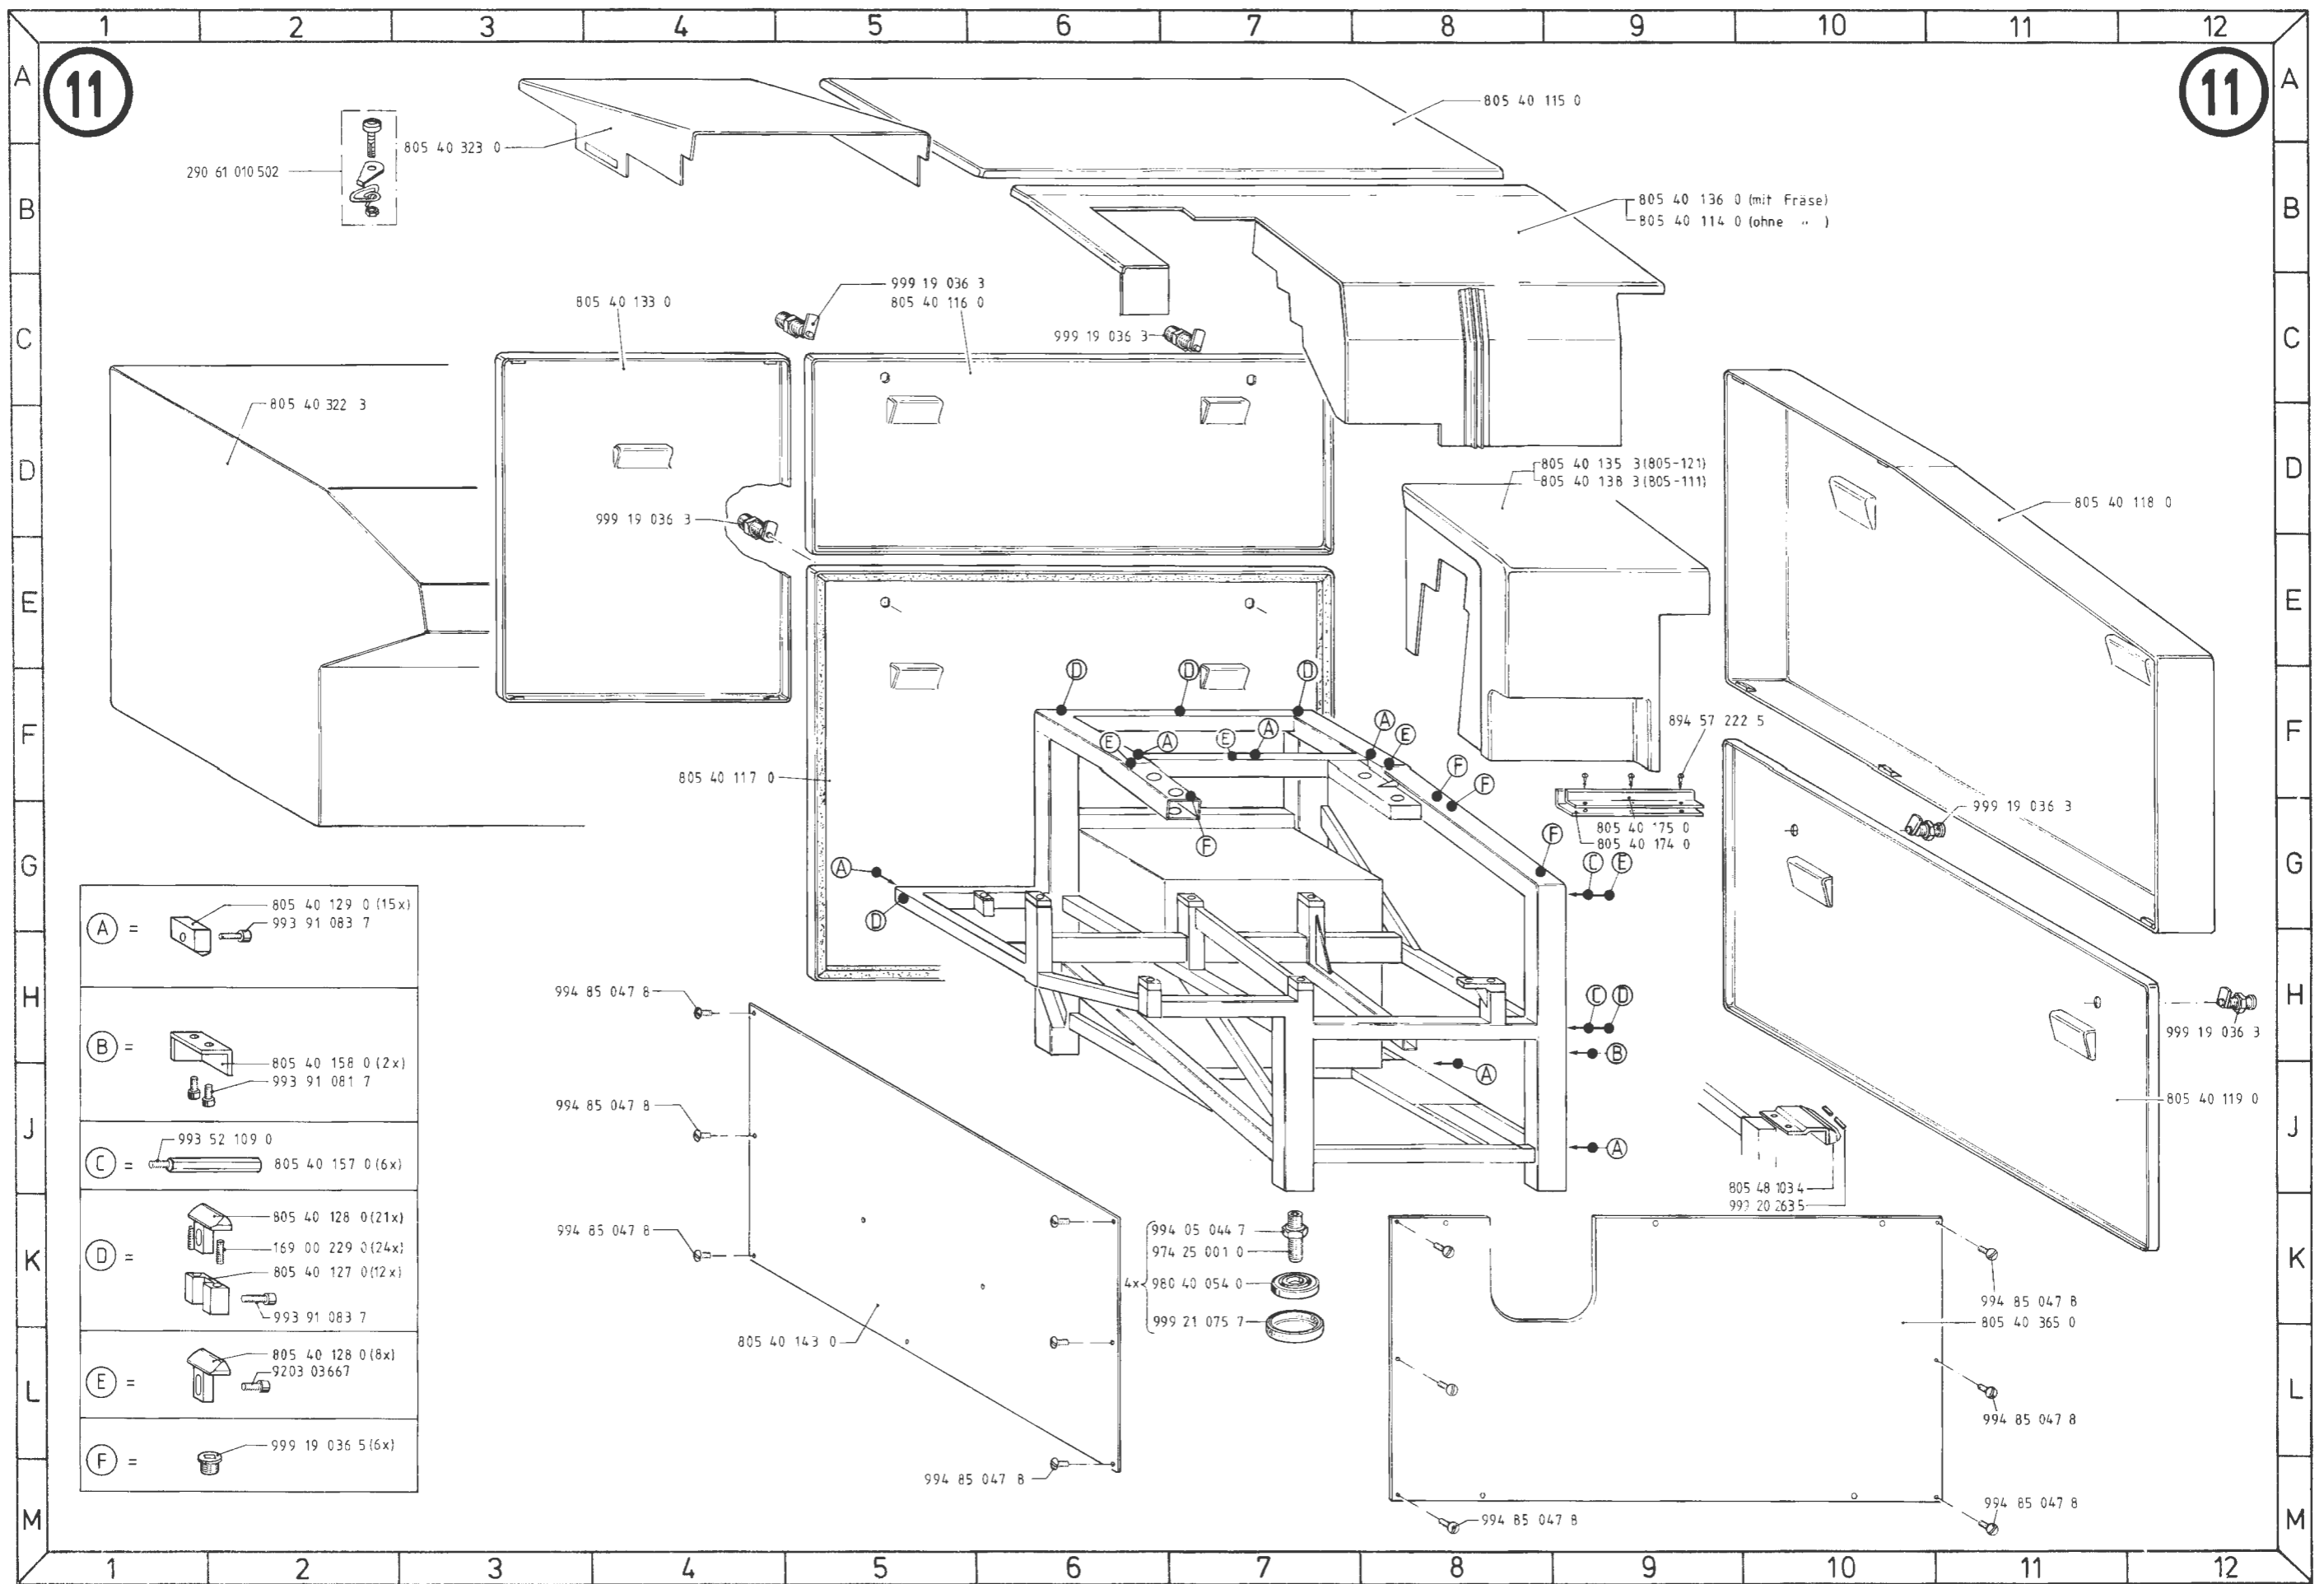 1 2 3 4 5 6 7 8 9 10 11 12
A
11
11
A
805 40 115 0
805 40 323 0
290 61 010 502
B
B
805 40 136 0 (mit Fräse)
805 40 114 0 (ohne " )
999 19 036 3
805 40 133 0
805 40 116 0
C
C
999 19 036 3
805 40 322 3
D
D
805 40 135 3 (805-121)
805 40 138 3 (805-111)
805 40 118 0
999 19 036 3
E
E
D
D
D
F
F
894 57 222 5
E
A
E
A
A
E
805 40 117 0
F
F
999 19 036 3
805 40 175 0
805 40 174 0
F
F
G
G
A
C E
D
A =
805 40 129 0 (15x)
993 91 083 7
H
H
994 85 047 8
C D
999 19 036 3
B =
805 40 158 0 (2x)
993 91 081 7
B
A
994 85 047 8
805 40 119 0
J
J
993 52 109 0
C =
805 40 157 0 (6x)
A
805 48 103 4
999 20 263 5
K
K
D =
805 40 128 0 (21x)
169 00 229 0 (24x)
805 40 127 0 (12x)
993 91 083 7
994 85 047 8
994 05 044 7
974 25 001 0
4x
980 40 054 0
999 21 075 7
994 85 047 8
805 40 365 0
805 40 143 0
L
L
E =
805 40 128 0 (8x)
9203 03667
994 85 047 8
F =
999 19 036 5 (6x)
994 85 047 8
994 85 047 8
994 85 047 8
M
M
1 2 3 4 5 6 7 8 9 10 11 12